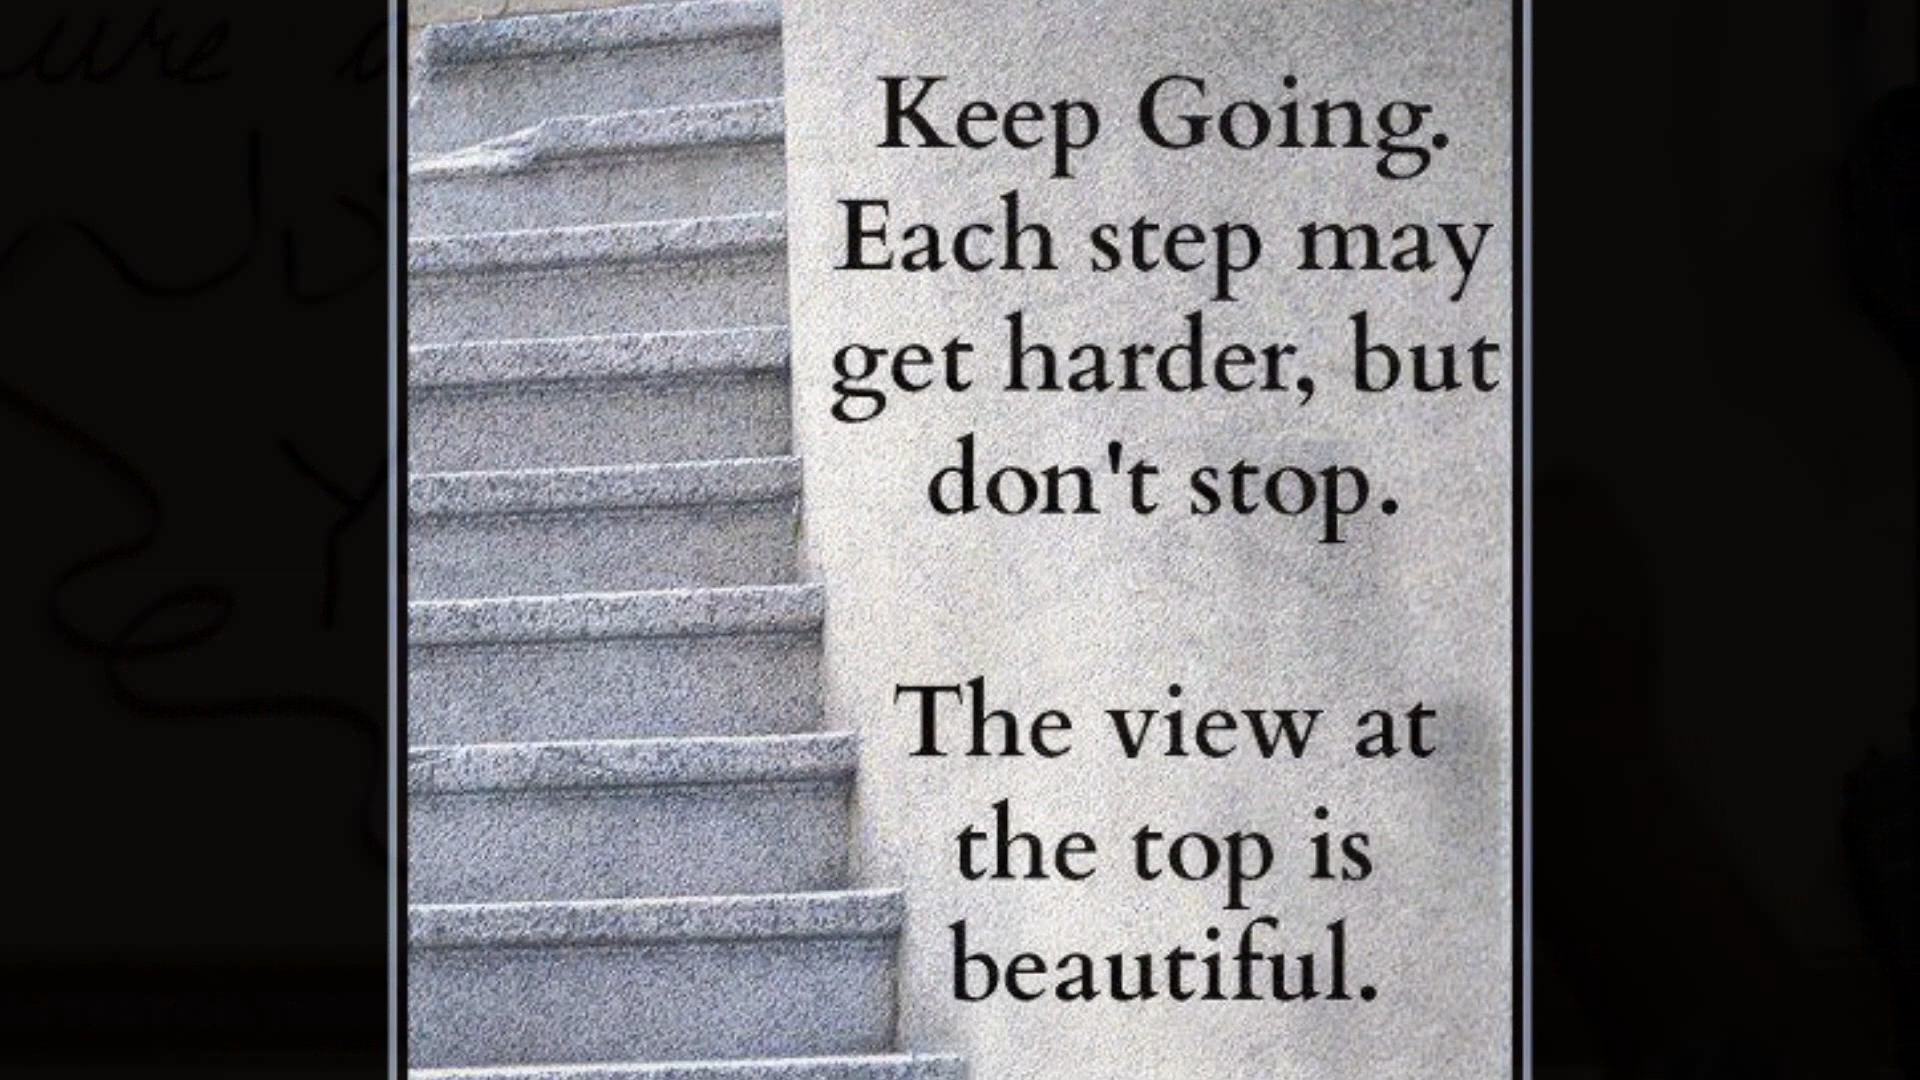 Keep Going.
Each step may
get harder, but
don't stop.
The view at
the top is
beautiful.